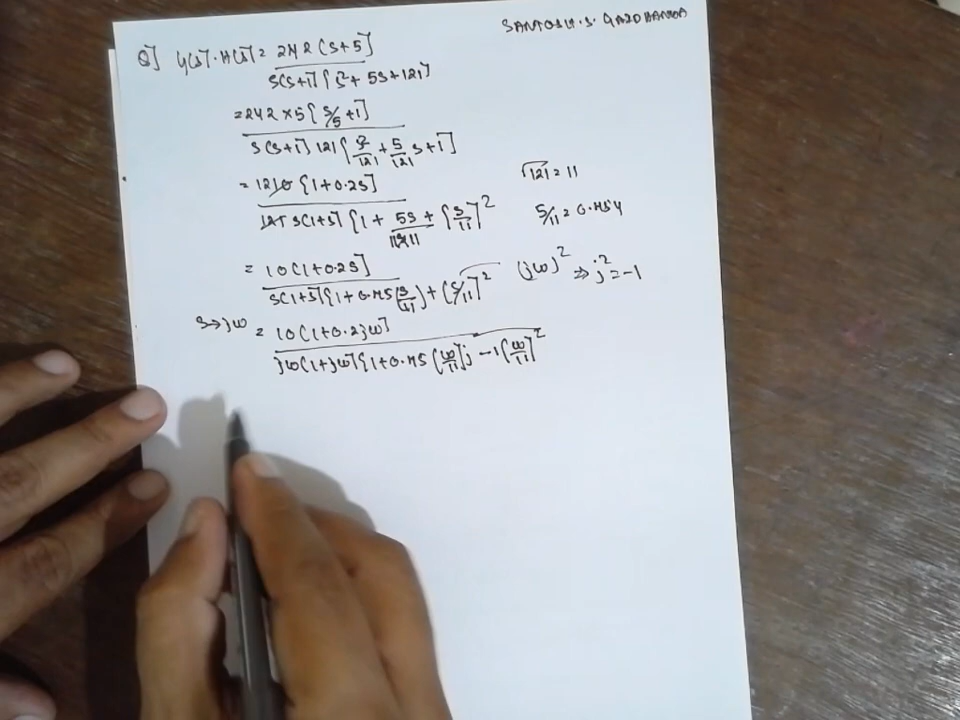 SANTOSH.S.
Q] G(s)·H(s) = 242(s+5)
s(s+1)(s²+5s+121)
= 242×5(s/5+1)
s(s+1)121[s²/121+5/121 s+1]
= 1210(1+0.2s)
121 s(1+s)[1+5s/11×11+(s/11)²
√121=11
5/11=0.454
= 10(1+0.2s)
s(1+s)[1+0.45(s/11)+(s/11)²
(jω)² ⇒ j²=-1
s→jω = 10(1+0.2jω)
jω(1+jω)[1+0.45(ω/11)j-1(ω/11)²